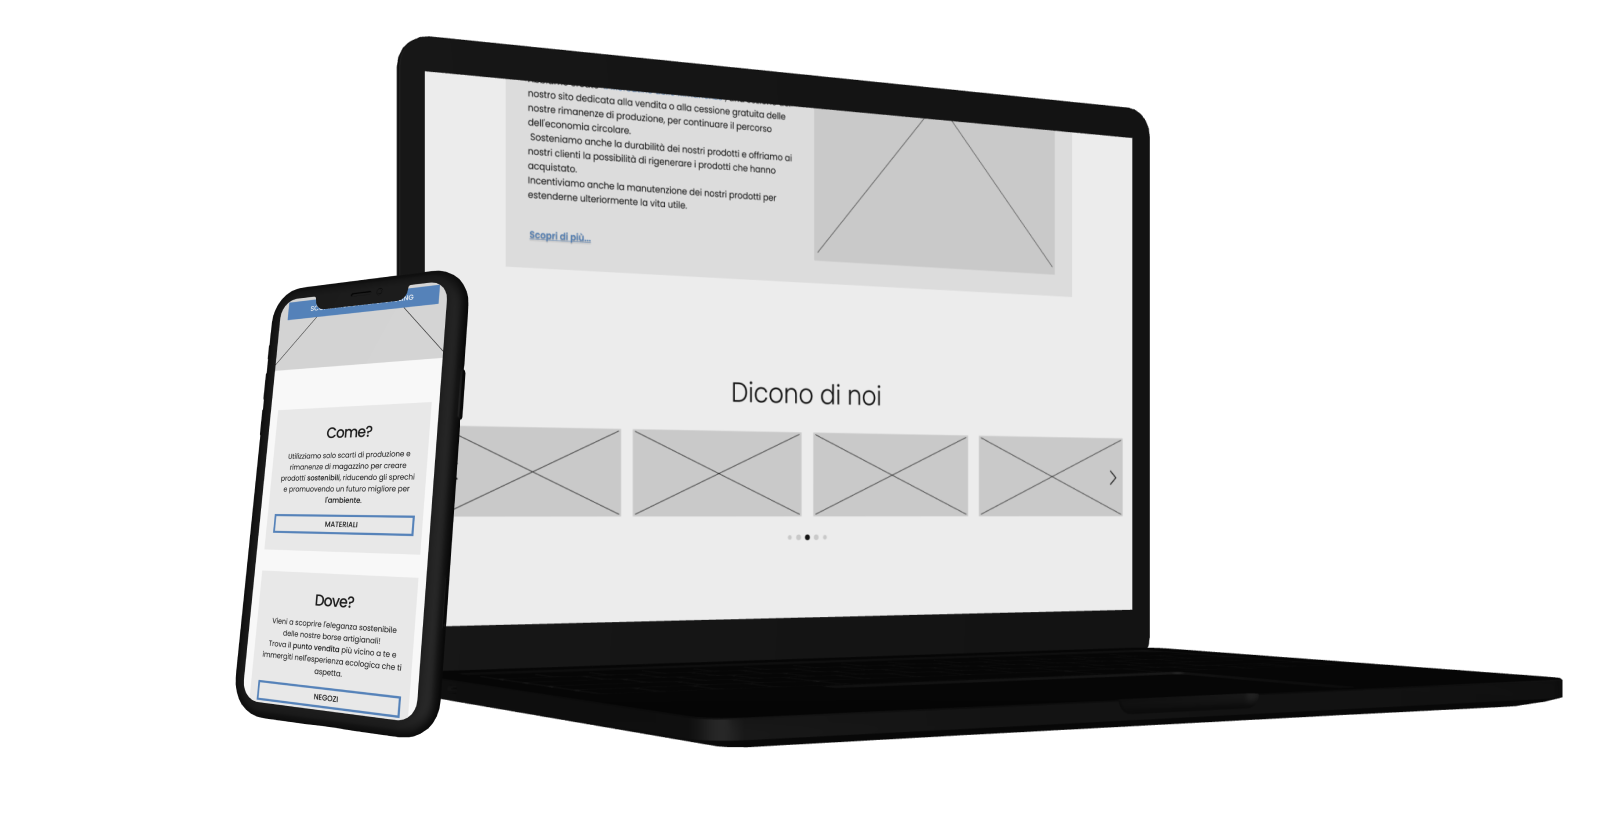 nostro sito dedicata alla vendita o alla cessione gratuita delle
nostre rimanenze di produzione, per continuare il percorso
dell'economia circolare.
Sosteniamo anche la durabilità dei nostri prodotti e offriamo ai
nostri clienti la possibilità di rigenerare i prodotti che hanno
acquistato.
Incentiviamo anche la manutenzione dei nostri prodotti per
estenderne ulteriormente la vita utile.
Scopri di più...
Dicono di noi
Come?
Utilizziamo solo scarti di produzione e
rimanenze di magazzino per creare
prodotti sostenibili, riducendo gli sprechi
e promuovendo un futuro migliore per
l'ambiente.
MATERIALI
Dove?
Vieni a scoprire l'eleganza sostenibile
delle nostre borse artigianali!
Trova il punto vendita più vicino a te e
immergiti nell'esperienza ecologica che ti
aspetta.
NEGOZI